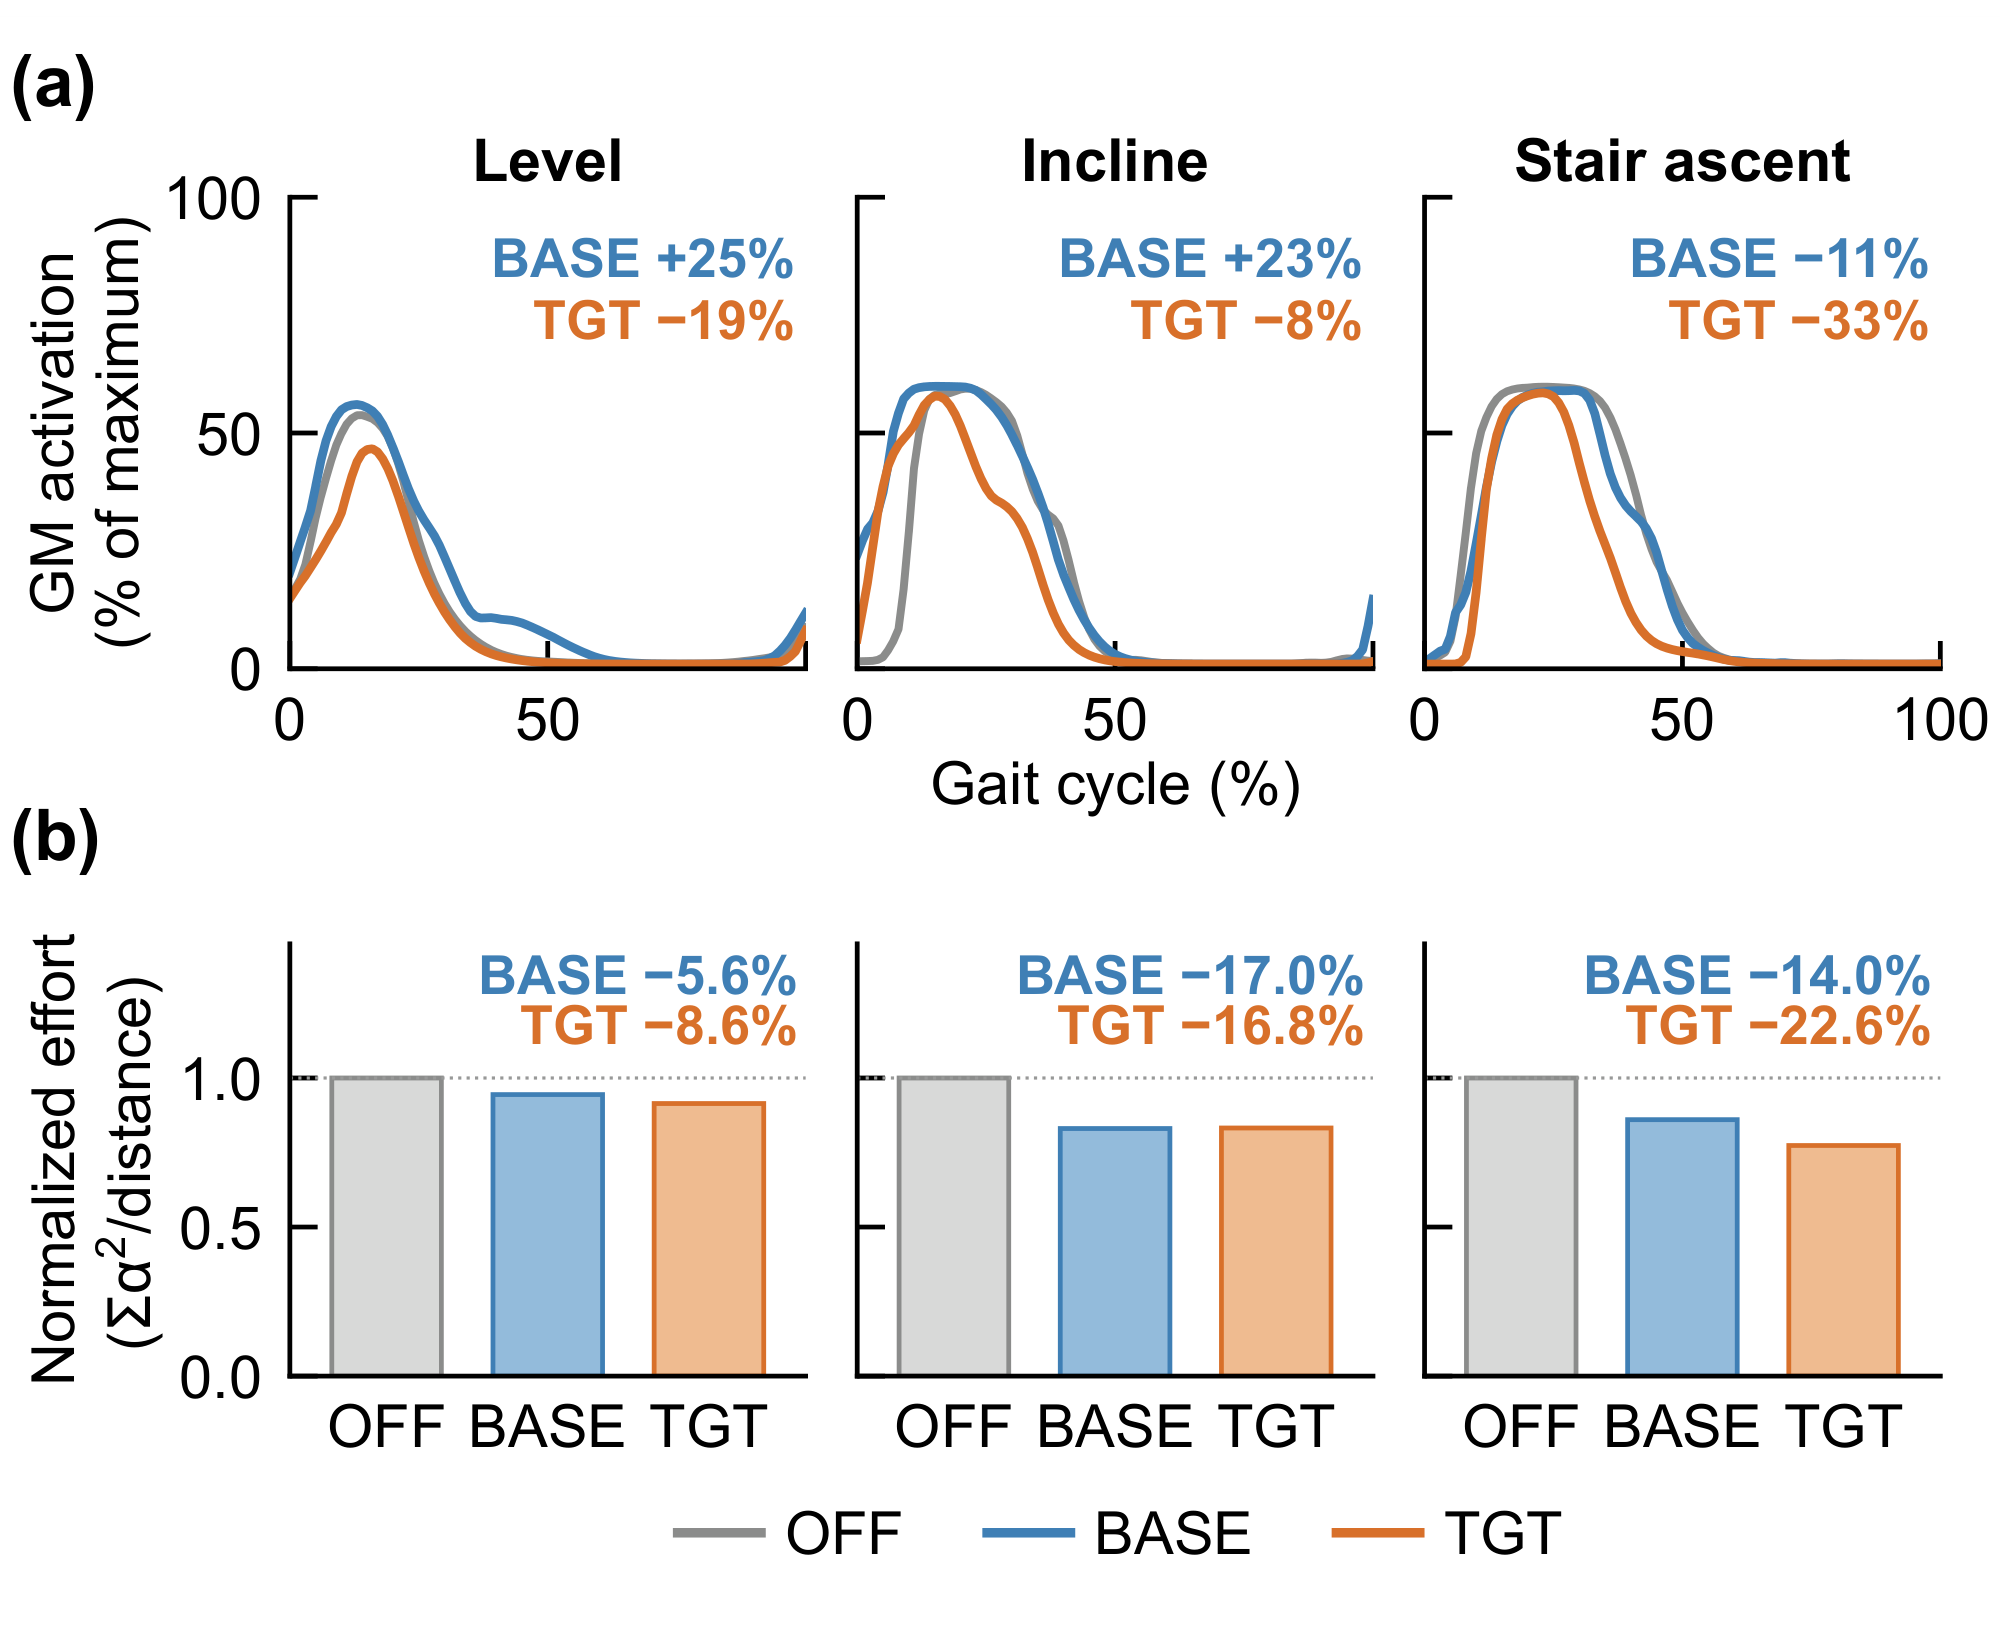 (a)
Level
Incline
Stair ascent
GM activation
(% of maximum)
100
50
0
BASE +25%
TGT −19%
BASE +23%
TGT −8%
BASE −11%
TGT −33%
0
50
0
50
0
50
100
Gait cycle (%)
(b)
Normalized effort
(Σα²/distance)
1.0
0.5
0.0
BASE −5.6%
TGT −8.6%
BASE −17.0%
TGT −16.8%
BASE −14.0%
TGT −22.6%
OFF BASE TGT
OFF BASE TGT
OFF BASE TGT
OFF
BASE
TGT